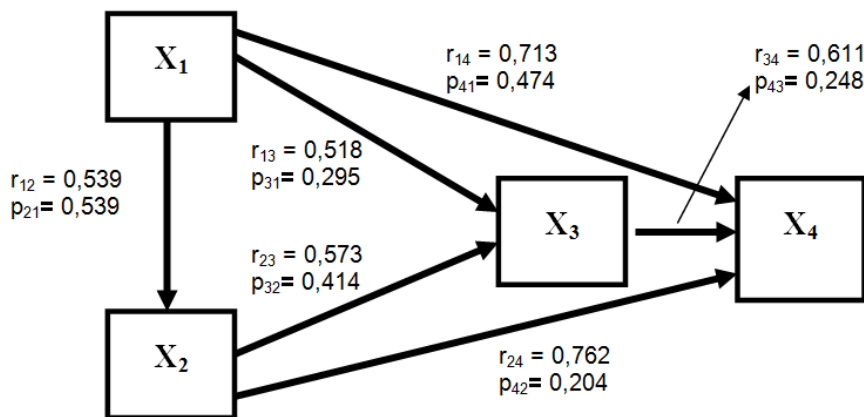 X₁
r₁₄ = 0,713
p₄₁= 0,474
r₃₄ = 0,611
p₄₃= 0,248
r₁₃ = 0,518
p₃₁= 0,295
r₁₂ = 0,539
p₂₁= 0,539
X₃
X₄
r₂₃ = 0,573
p₃₂= 0,414
X₂
r₂₄ = 0,762
p₄₂= 0,204